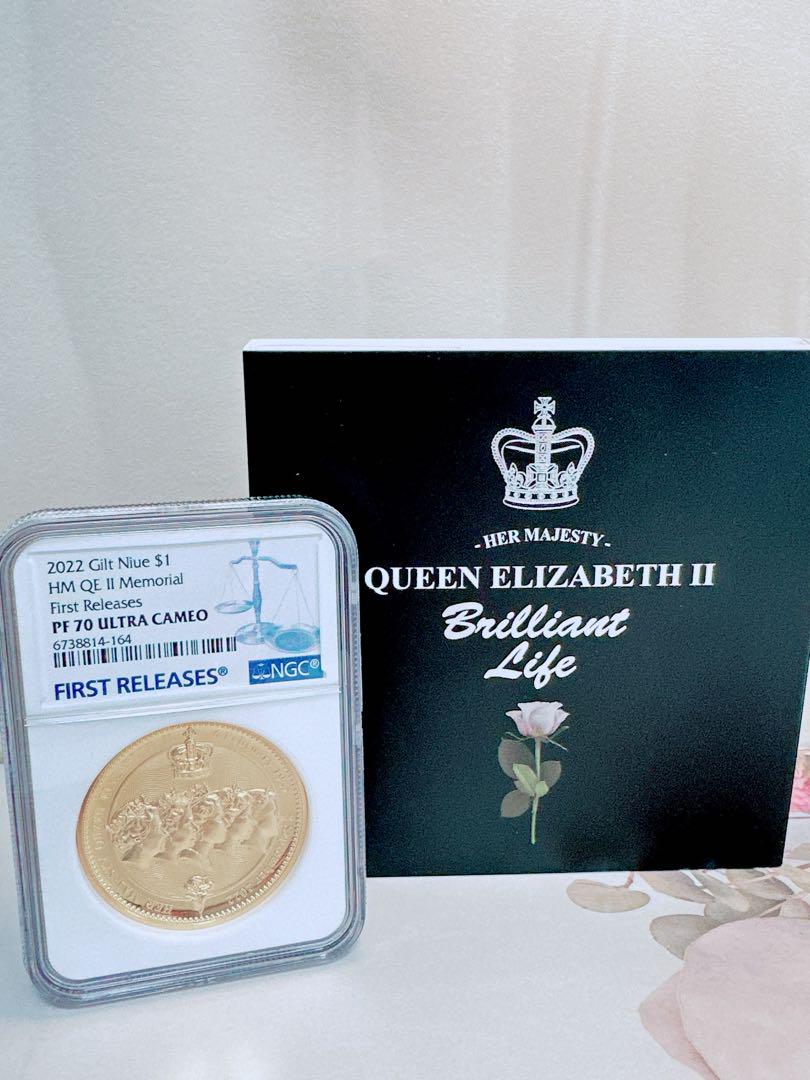 2022 Gilt Niue $1
HM QE II Memorial
First Releases
PF 70 ULTRA CAMEO
6738814-164
FIRST RELEASES®
NGC®
- HER MAJESTY -
QUEEN ELIZABETH II
Brilliant
Life